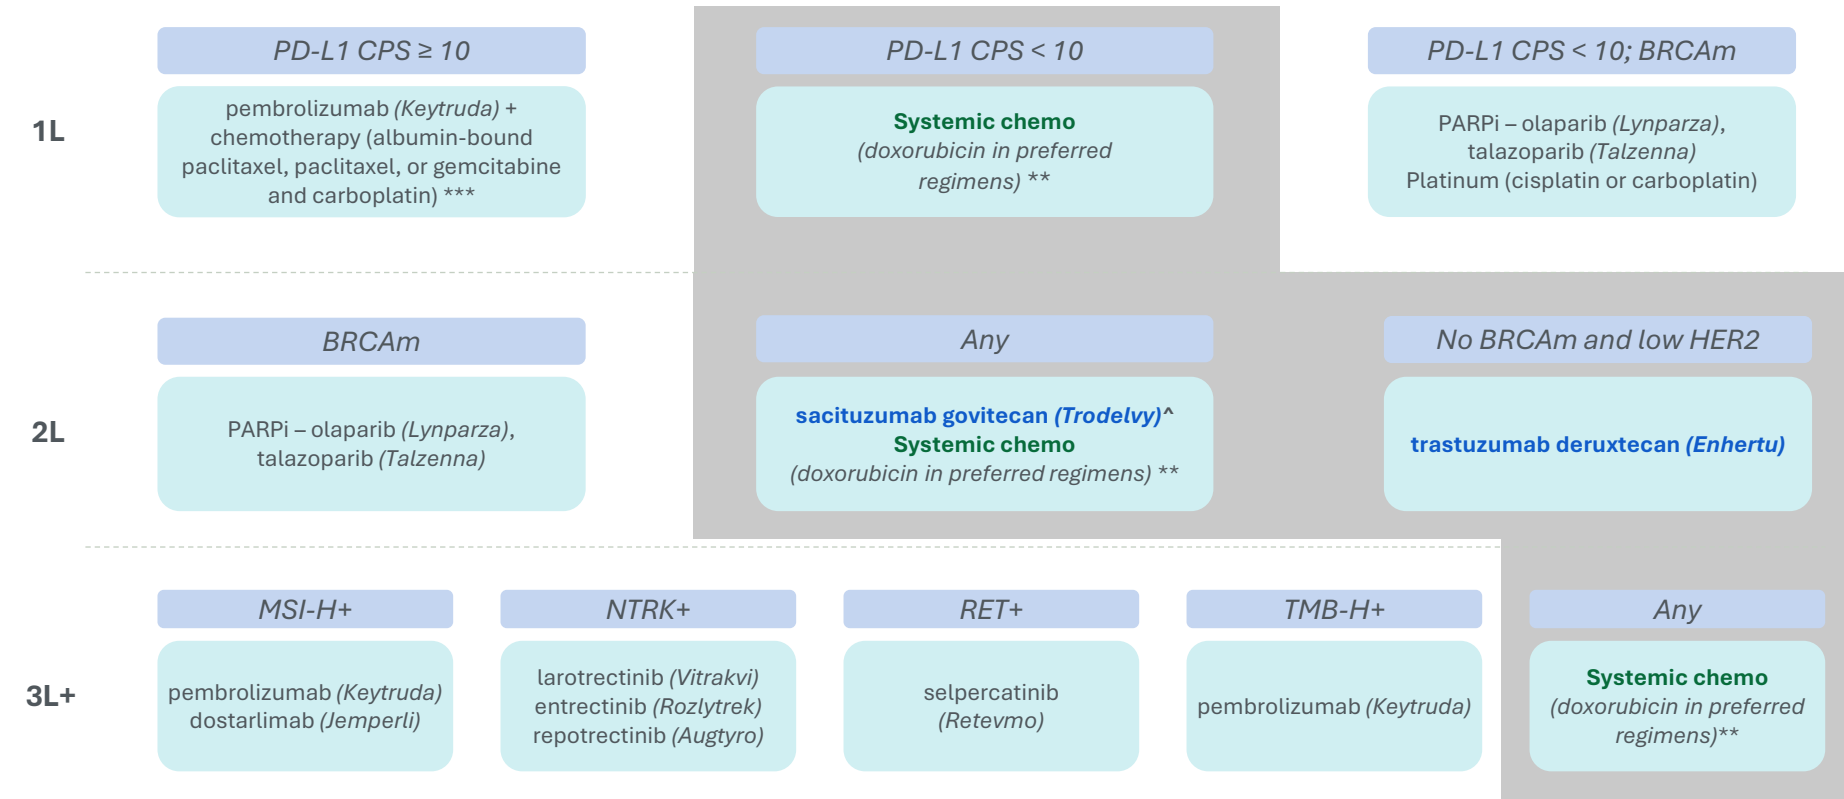 1L
PD-L1 CPS ≥ 10
pembrolizumab (Keytruda) +
chemotherapy (albumin-bound
paclitaxel, paclitaxel, or gemcitabine
and carboplatin) ***
PD-L1 CPS < 10
Systemic chemo
(doxorubicin in preferred
regimens) **
PD-L1 CPS < 10; BRCAm
PARPi – olaparib (Lynparza),
talazoparib (Talzenna)
Platinum (cisplatin or carboplatin)
2L
BRCAm
PARPi – olaparib (Lynparza),
talazoparib (Talzenna)
Any
sacituzumab govitecan (Trodelvy)^
Systemic chemo
(doxorubicin in preferred regimens) **
No BRCAm and low HER2
trastuzumab deruxtecan (Enhertu)
3L+
MSI-H+
pembrolizumab (Keytruda)
dostarlimab (Jemperli)
NTRK+
larotrectinib (Vitrakvi)
entrectinib (Rozlytrek)
repotrectinib (Augtyro)
RET+
selpercatinib
(Retevmo)
TMB-H+
pembrolizumab (Keytruda)
Any
Systemic chemo
(doxorubicin in preferred
regimens)**